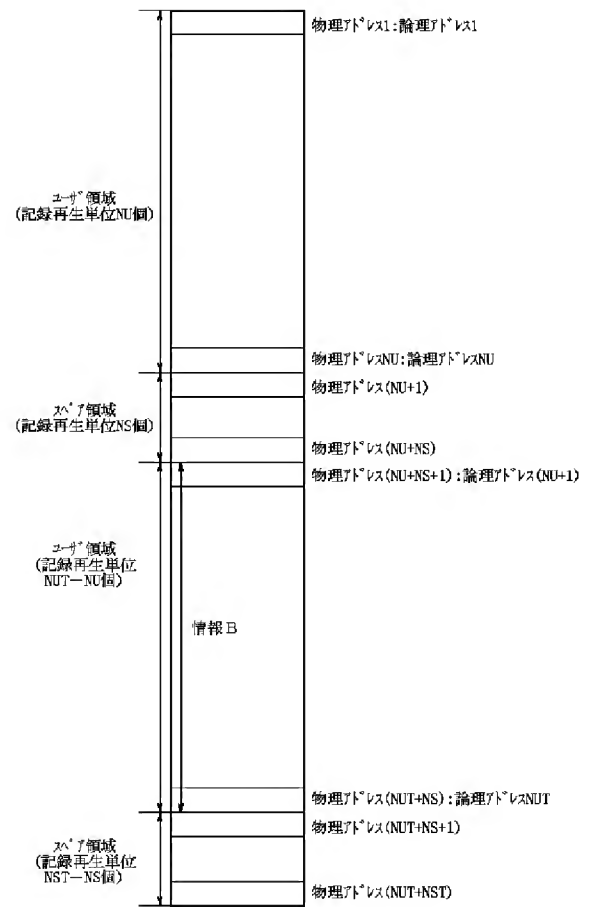 物理ｱﾄﾞﾚｽ1:論理ｱﾄﾞﾚｽ1
ﾕｰｻﾞ領域
(記録再生単位NU個)
物理ｱﾄﾞﾚｽNU:論理ｱﾄﾞﾚｽNU
物理ｱﾄﾞﾚｽ(NU+1)
ｽﾍﾟｱ領域
(記録再生単位NS個)
物理ｱﾄﾞﾚｽ(NU+NS)
物理ｱﾄﾞﾚｽ(NU+NS+1):論理ｱﾄﾞﾚｽ(NU+1)
ﾕｰｻﾞ領域
(記録再生単位
NUT－NU個)
情報Ｂ
物理ｱﾄﾞﾚｽ(NUT+NS):論理ｱﾄﾞﾚｽNUT
物理ｱﾄﾞﾚｽ(NUT+NS+1)
ｽﾍﾟｱ領域
(記録再生単位
NST－NS個)
物理ｱﾄﾞﾚｽ(NUT+NST)